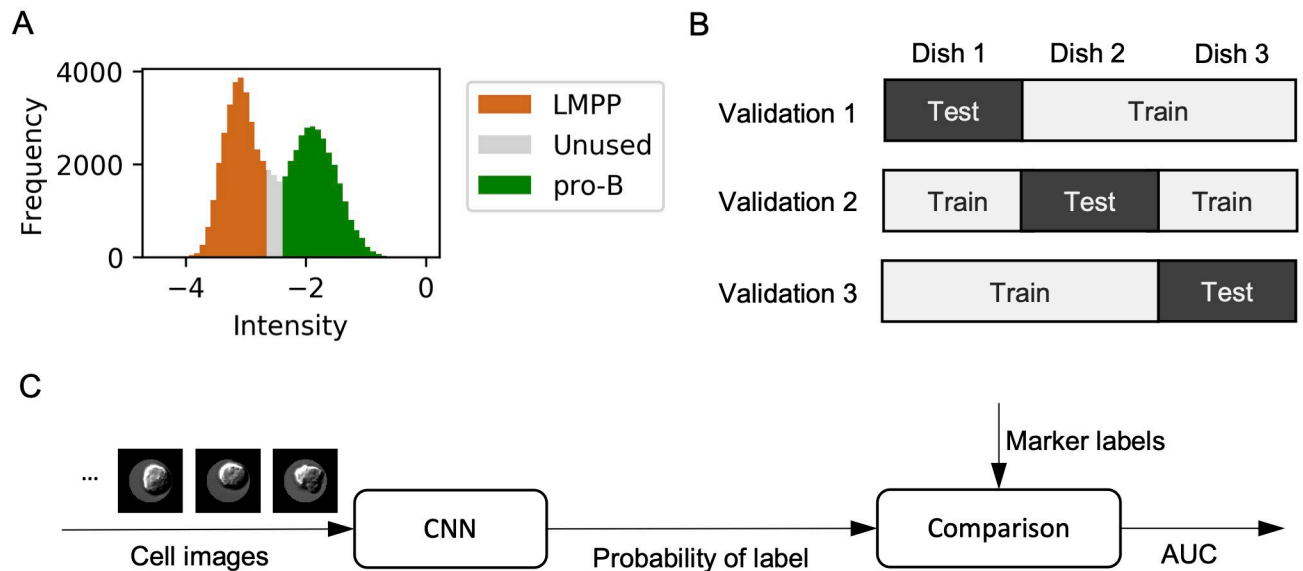 A
4000
2000
0
Frequency
−4
−2
0
Intensity
LMPP
Unused
pro-B
B
Dish 1 Dish 2 Dish 3
Validation 1 Test Train
Validation 2 Train Test Train
Validation 3 Train Test
C
...
Cell images
CNN
Probability of label
Marker labels
Comparison
AUC